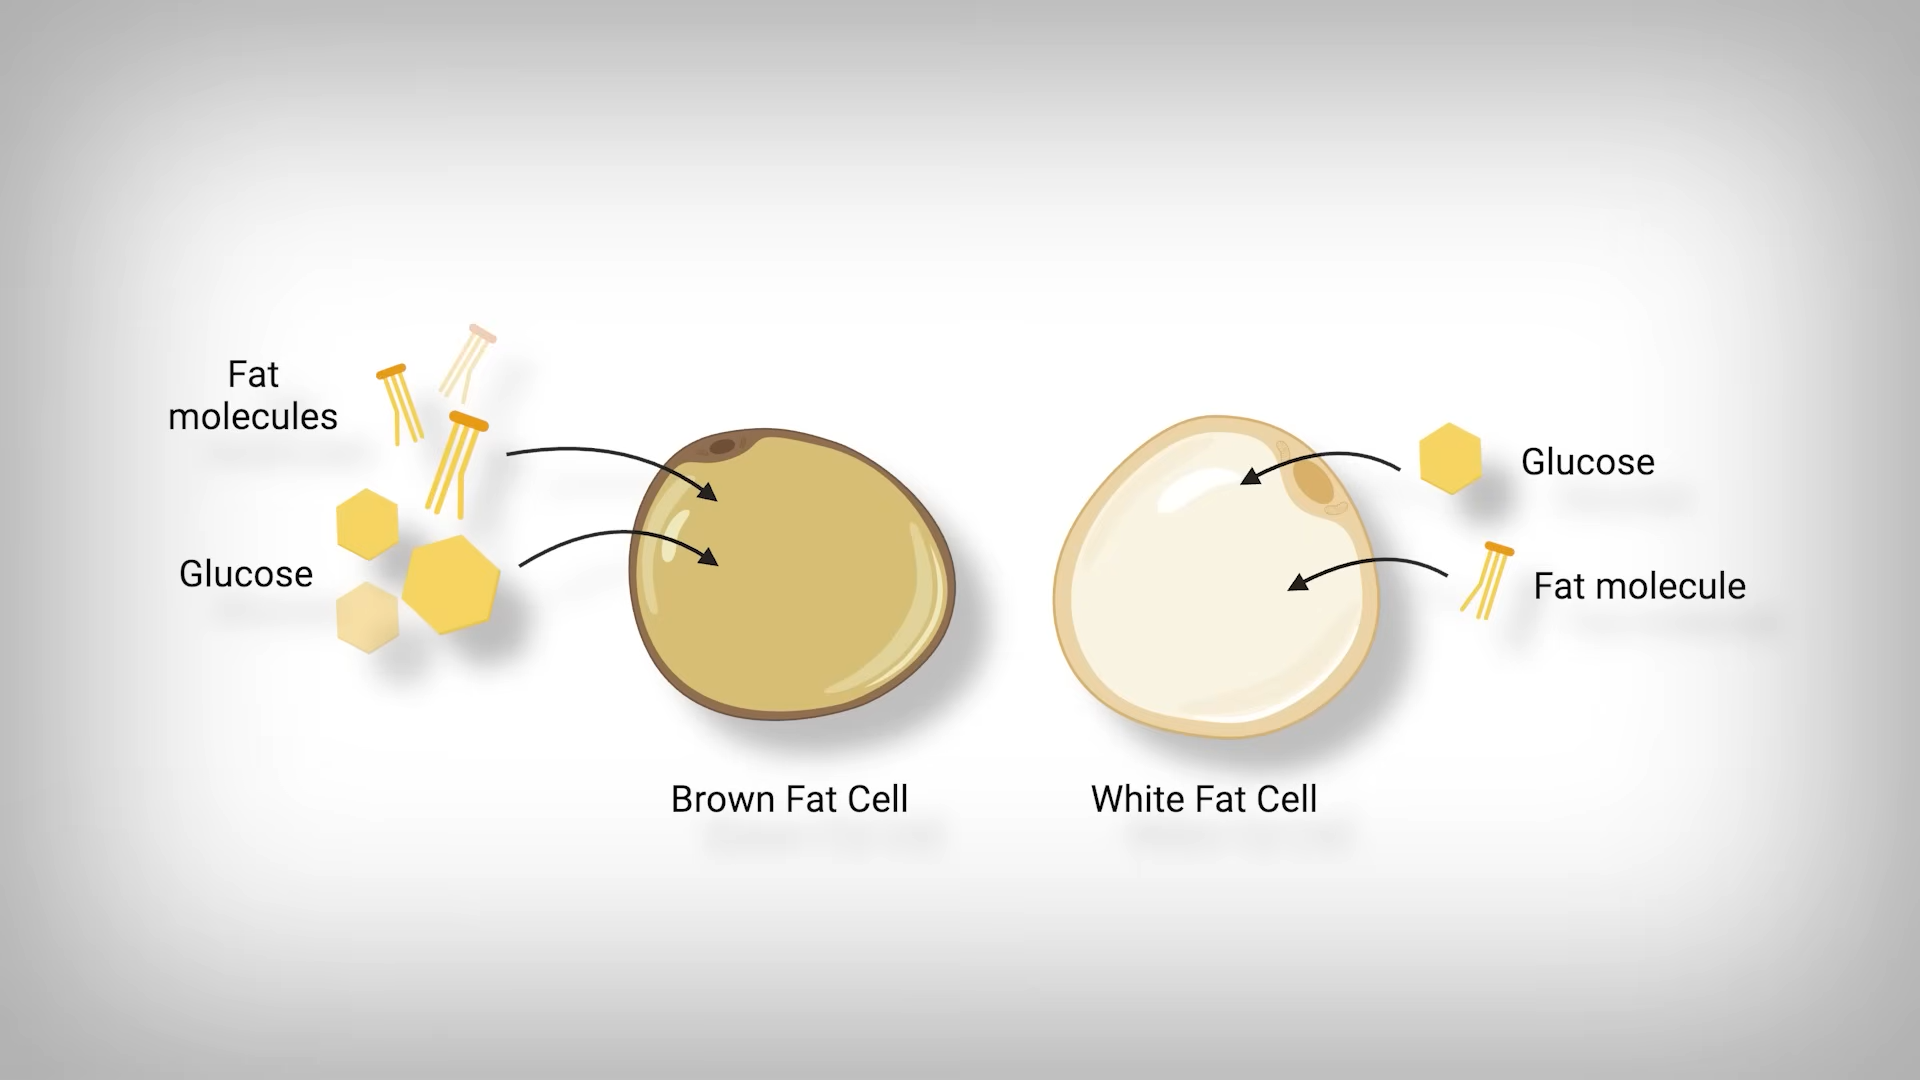 Fat
molecules
Glucose
Brown Fat Cell
White Fat Cell
Glucose
Fat molecule